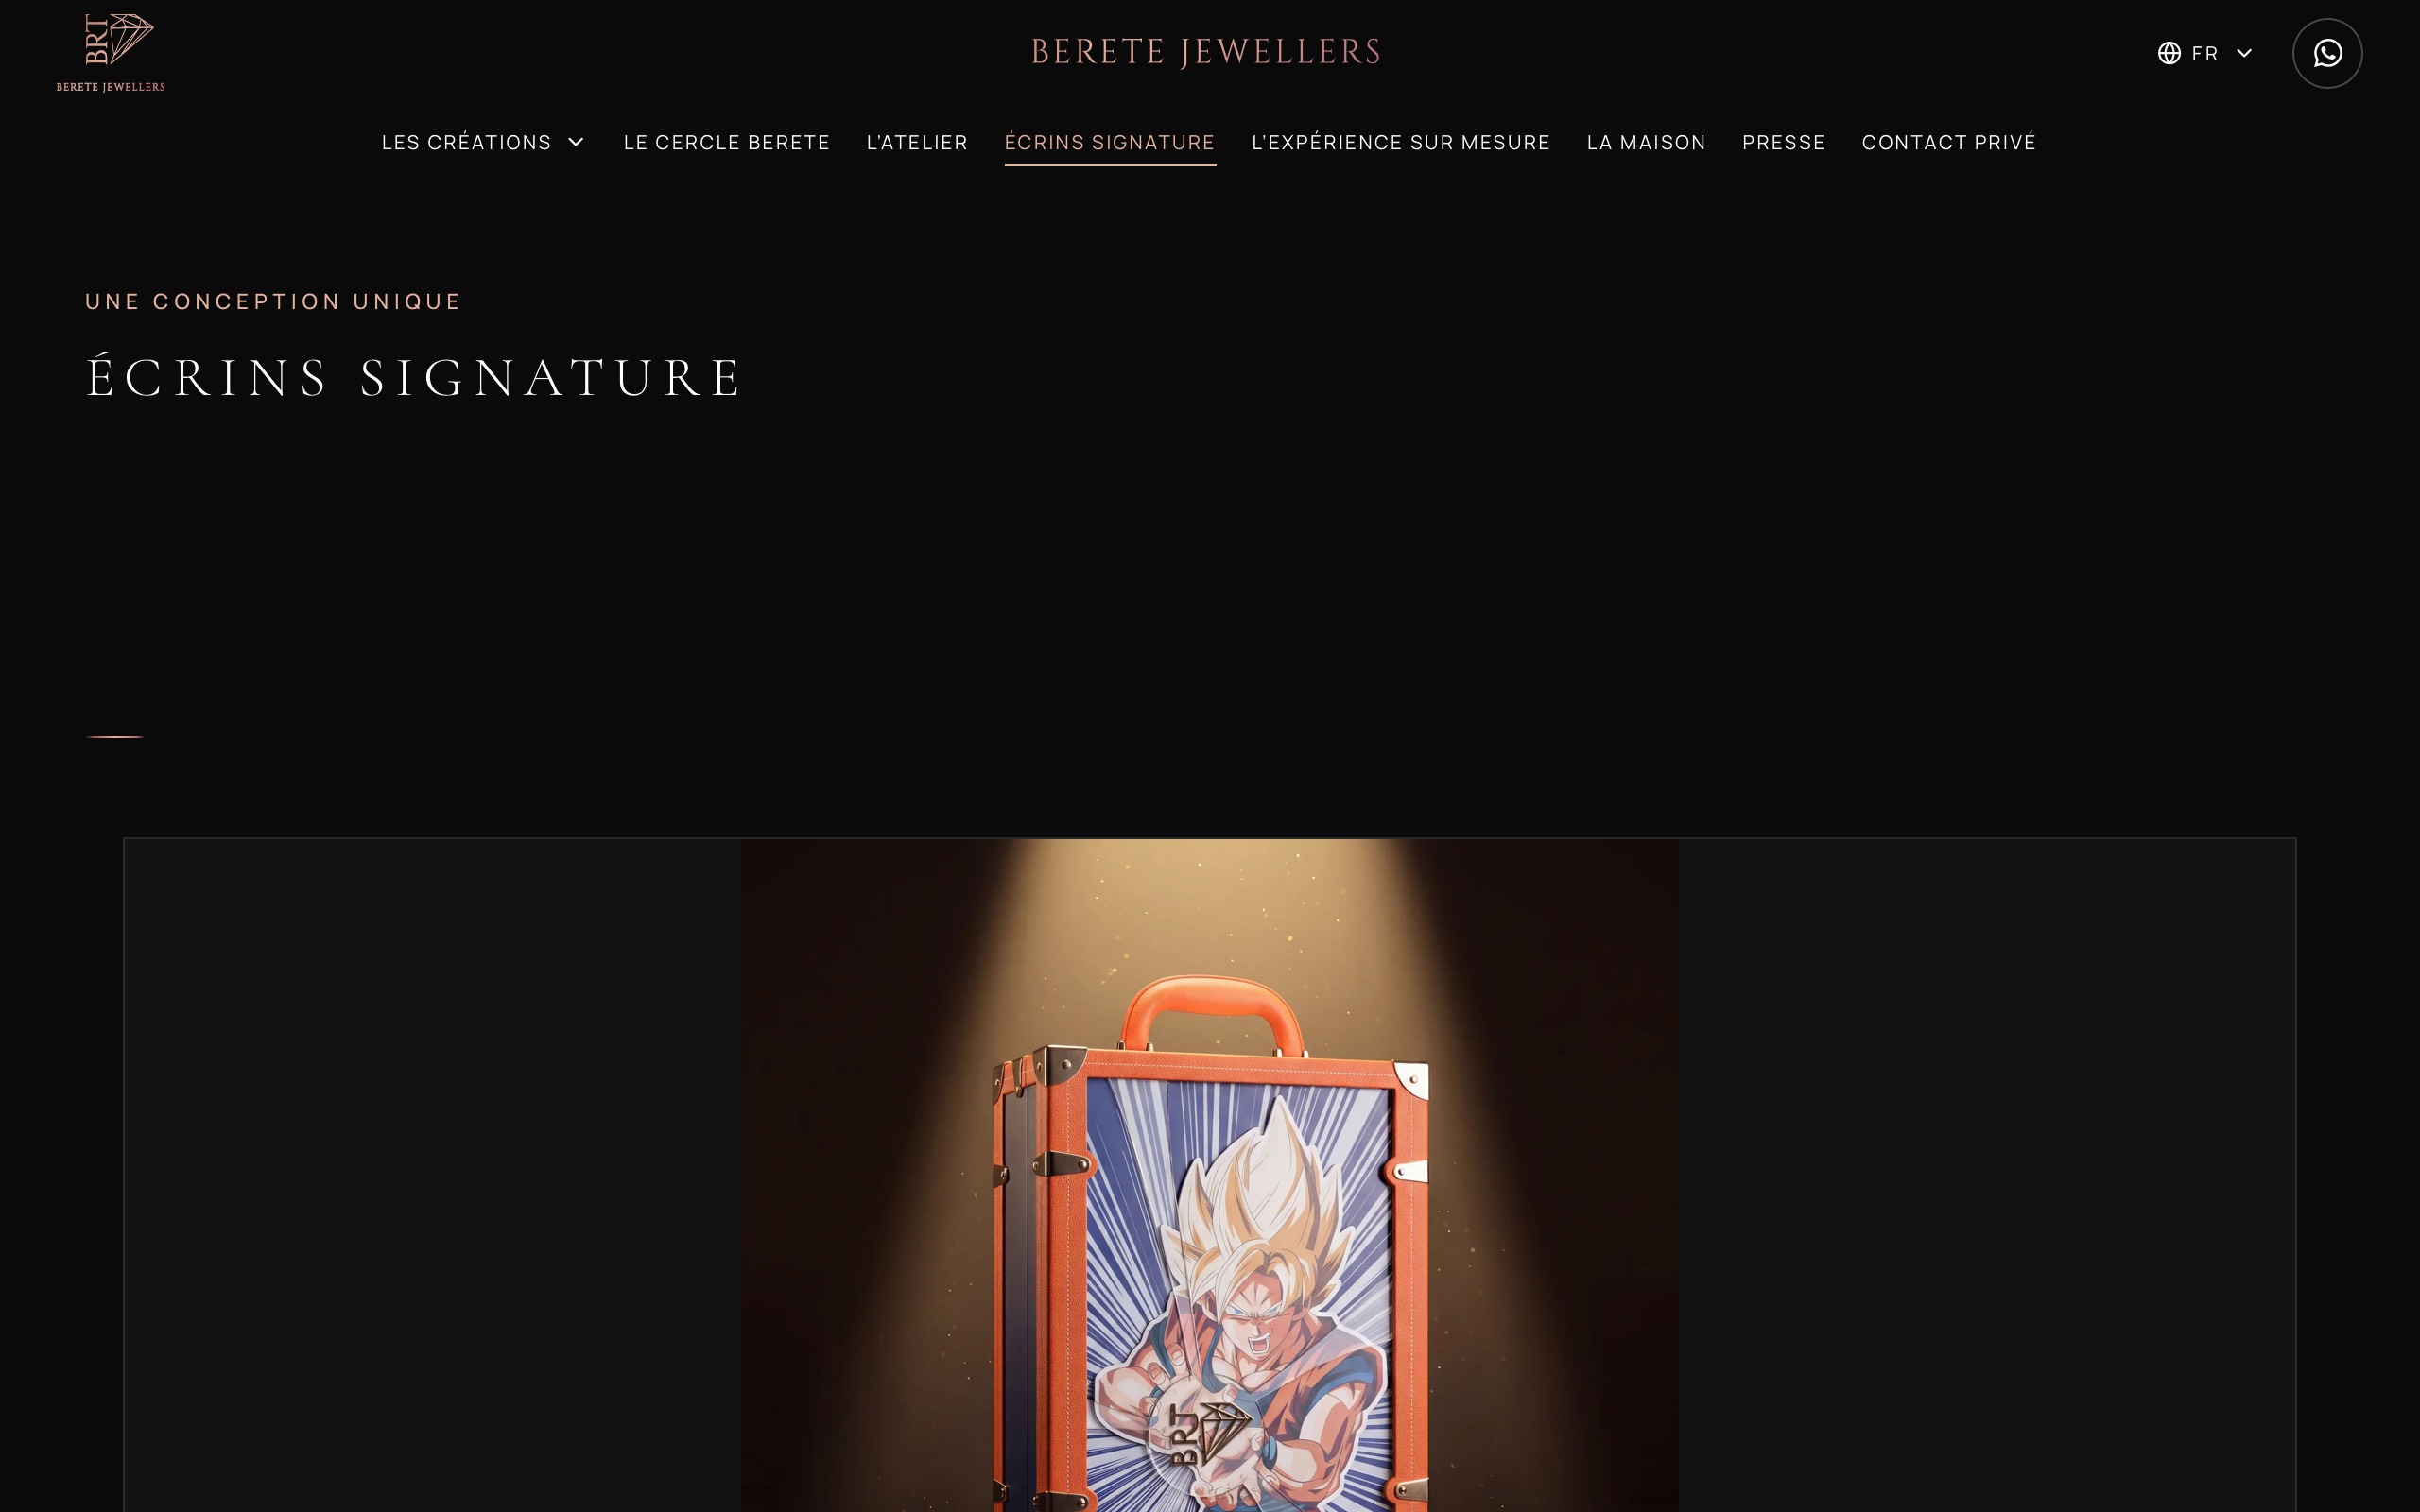 BRT
BERETE JEWELLERS
BERETE JEWELLERS
FR
LES CRÉATIONS
LE CERCLE BERETE
L’ATELIER
ÉCRINS SIGNATURE
L’EXPÉRIENCE SUR MESURE
LA MAISON
PRESSE
CONTACT PRIVÉ
UNE CONCEPTION UNIQUE
ÉCRINS SIGNATURE
BRJ